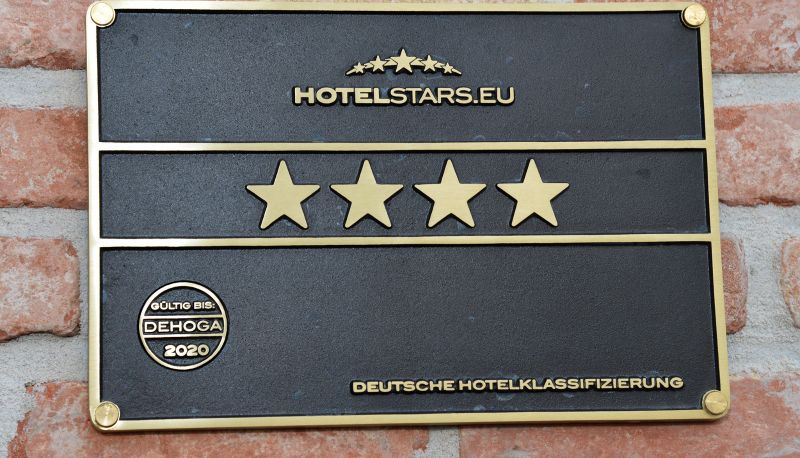 HOTELSTARS.EU
GÜLTIG BIS:
DEHOGA
2020
DEUTSCHE HOTELKLASSIFIZIERUNG